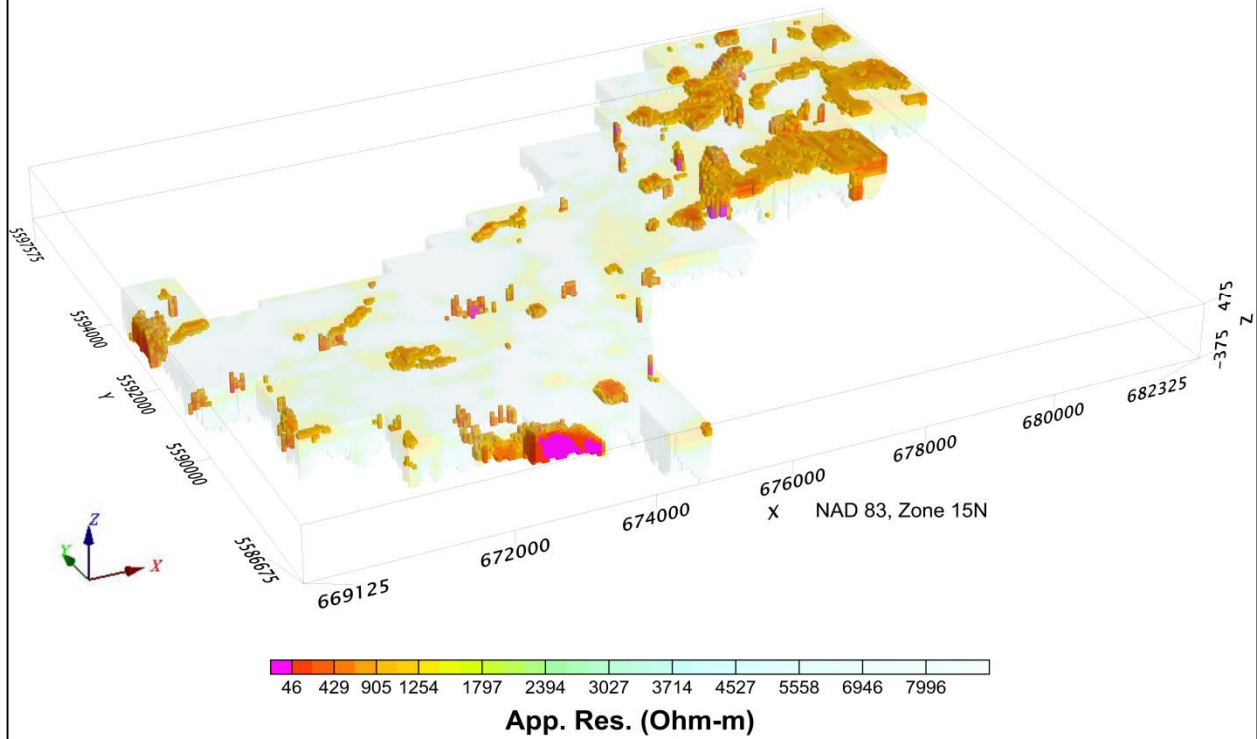 5597575
5594000
5592000
Y
5590000
5586675
669125
672000
674000
676000
678000
680000
682325
X NAD 83, Zone 15N
475
Z
-375
Z
Y
X
46 429 905 1254 1797 2394 3027 3714 4527 5558 6946 7996
App. Res. (Ohm-m)